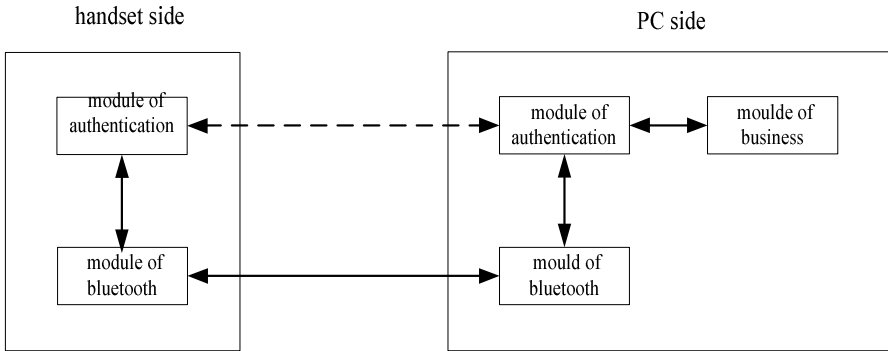 handset side
PC side
module of
authentication
module of
authentication
moulde of
business
module of
bluetooth
mould of
bluetooth